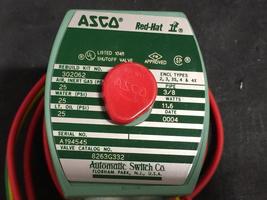 ASCO Red-Hat II
LISTED 104R
SHUTOFF VALVE
APPROVED
REBUILD KIT NO. ENCL TYPES
302062 2, 3, 3S, 4 & 4X
AIR, INERT GAS (PSI) PIPE
25 3/8
WATER (PSI) WATTS
25 11.6
LT. OIL (PSI) DATE
25 0004
SERIAL NO.
A194545
VALVE CATALOG NO.
8263G332
Automatic Switch Co.
FLORHAM PARK, N.J., U.S.A.